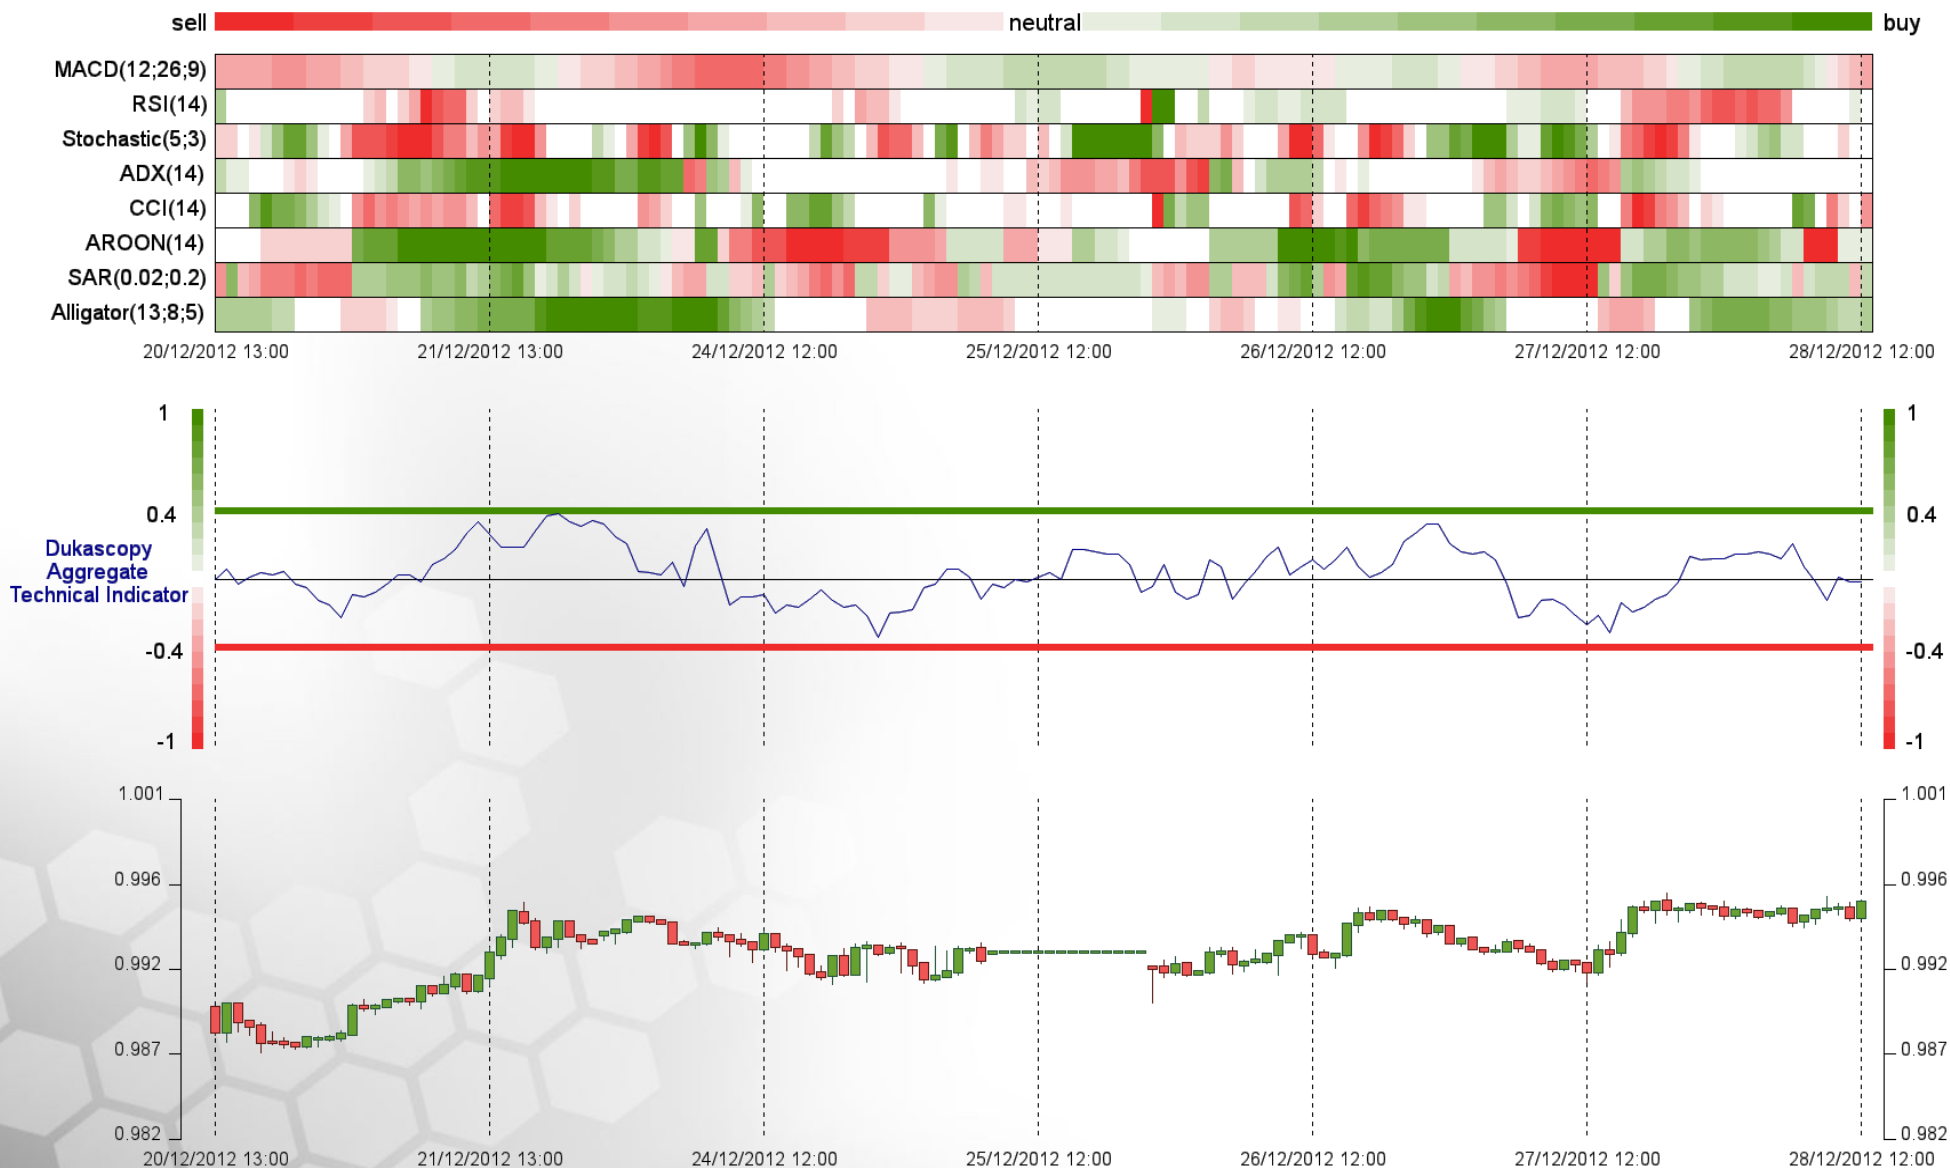 sell neutral buy
MACD(12;26;9)
RSI(14)
Stochastic(5;3)
ADX(14)
CCI(14)
AROON(14)
SAR(0.02;0.2)
Alligator(13;8;5)
20/12/2012 13:00 21/12/2012 13:00 24/12/2012 12:00 25/12/2012 12:00 26/12/2012 12:00 27/12/2012 12:00 28/12/2012 12:00
1 1
0.4 0.4
Dukascopy
Aggregate
Technical Indicator
-0.4 -0.4
-1 -1
1.001 1.001
0.996 0.996
0.992 0.992
0.987 0.987
0.982 0.982
20/12/2012 13:00 21/12/2012 13:00 24/12/2012 12:00 25/12/2012 12:00 26/12/2012 12:00 27/12/2012 12:00 28/12/2012 12:00